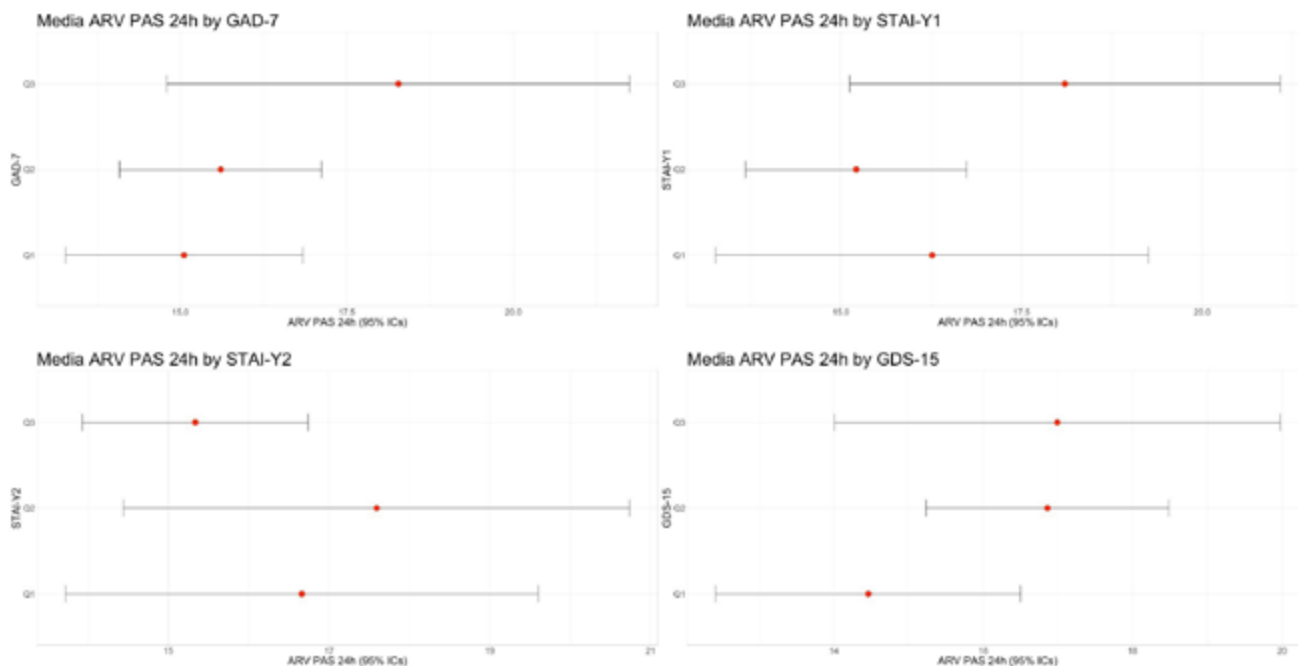 Media ARV PAS 24h by GAD-7
Q3
Q2
Q1
GAD-7
15.0 17.5 20.0
ARV PAS 24h (95% ICs)
Media ARV PAS 24h by STAI-Y1
Q3
Q2
Q1
STAI-Y1
15.0 17.5 20.0
ARV PAS 24h (95% ICs)
Media ARV PAS 24h by STAI-Y2
Q3
Q2
Q1
STAI-Y2
15 17 19 21
ARV PAS 24h (95% ICs)
Media ARV PAS 24h by GDS-15
Q3
Q2
Q1
GDS-15
14 16 18 20
ARV PAS 24h (95% ICs)